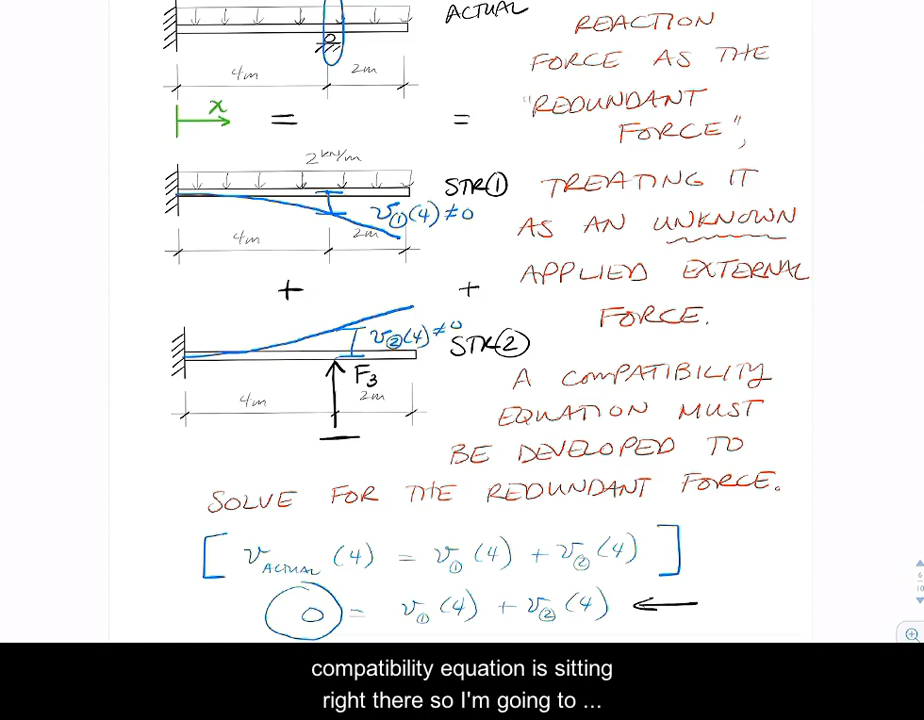 ACTUAL
REACTION
FORCE AS THE
"REDUNDANT
FORCE",
4m
2m
x
=
=
2 kN/m
STR①
TREATING IT
v①(4)≠0
AS AN UNKNOWN
4m
2m
APPLIED EXTERNAL
+
+
FORCE.
v②(4)≠0
STR②
F3
A COMPATIBILITY
4m
2m
EQUATION MUST
BE DEVELOPED TO
SOLVE FOR THE REDUNDANT FORCE.
[ vACTUAL (4) = v①(4) + v②(4) ]
0 = v①(4) + v②(4) ←
compatibility equation is sitting
right there so I'm going to ...